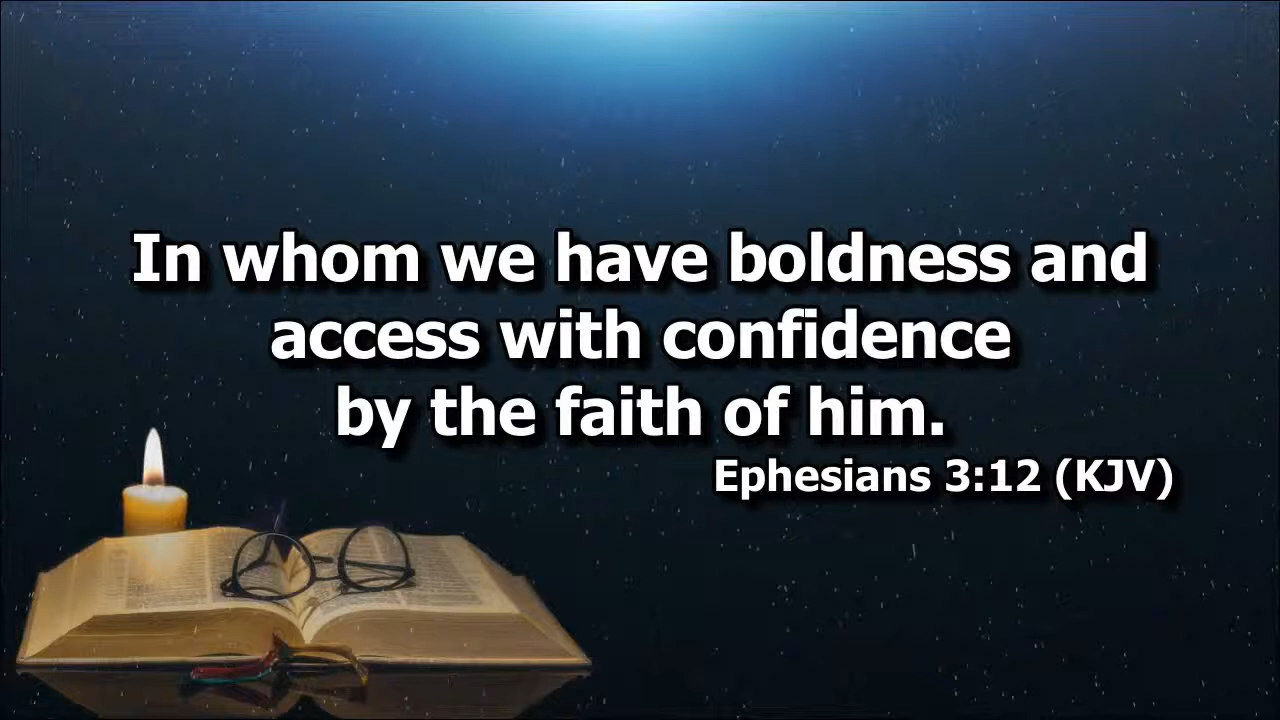 In whom we have boldness and
access with confidence
by the faith of him.
Ephesians 3:12 (KJV)